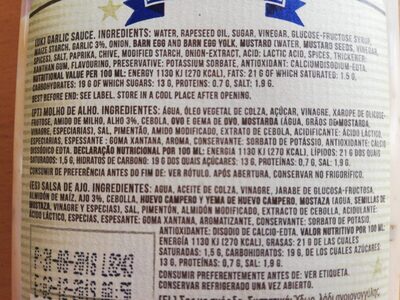 (UK) GARLIC SAUCE. INGREDIENTS: WATER, RAPESEED OIL, SUGAR, VINEGAR, GLUCOSE-FRUCTOSE SYRUP,
MAIZE STARCH, GARLIC 3%, ONION, BARN EGG AND BARN EGG YOLK, MUSTARD (WATER, MUSTARD SEEDS, VINEGAR,
SPICES), SALT, PAPRIKA, CHIVE, MODIFIED STARCH, ONION EXTRACT, ACID: LACTIC ACID, SPICES, THICKENER:
XANTHAN GUM, FLAVOURING, PRESERVATIVE: POTASSIUM SORBATE, ANTIOXIDANT: CALCIUMDISODIUM-EDTA.
NUTRITIONAL VALUE PER 100 ML: ENERGY 1130 KJ (270 KCAL), FATS: 21 G OF WHICH SATURATED: 1,5 G,
CARBOHYDRATES: 19 G OF WHICH SUGARS: 13 G, PROTEINS: 0,7 G, SALT: 1,9 G.
BEST BEFORE END: SEE LABEL. STORE IN A COOL PLACE AFTER OPENING.
(PT) MOLHO DE ALHO. INGREDIENTES: ÁGUA, ÓLEO VEGETAL DE COLZA, AÇÚCAR, VINAGRE, XAROPE DE GLICOSE-
FRUTOSE, AMIDO DE MILHO, ALHO 3%, CEBOLA, OVO E GEMA DE OVO, MOSTARDA (ÁGUA, GRÃOS DE MOSTARDA,
VINAGRE, ESPECIARIAS), SAL, PIMENTÃO, AMIDO MODIFICADO, EXTRATO DE CEBOLA, ACIDIFICANTE: ÁCIDO LÁCTICO,
ESPECIARIAS, ESPESSANTE: GOMA XANTANA, AROMA, CONSERVANTE: SORBATO DE POTÁSSIO, ANTIOXIDANTE: CALCIUM
DISSÓDIO EDTA. DECLARAÇÃO NUTRICIONAL POR 100 ML: ENERGIA 1130 KJ (270 KCAL), LÍPIDOS: 21 G DOS QUAIS
SATURADOS: 1,5 G, HIDRATOS DE CARBONO: 19 G DOS QUAIS AÇÚCARES: 13 G, PROTEÍNAS: 0,7 G, SAL: 1,9 G.
CONSUMIR DE PREFERÊNCIA ANTES DO FIM DE: VER RÓTULO. APÓS ABERTURA, CONSERVAR NO FRIGORÍFICO.
(ES) SALSA DE AJO. INGREDIENTES: AGUA, ACEITE DE COLZA, VINAGRE, JARABE DE GLUCOSA-FRUCTOSA,
ALMIDÓN DE MAÍZ, AJO 3%, CEBOLLA, HUEVO CAMPERO Y YEMA DE HUEVO CAMPERO, MOSTAZA (AGUA, SEMILLAS DE
MOSTAZA, VINAGRE Y ESPECIAS), SAL, PIMENTÓN, ALMIDÓN MODIFICADO, EXTRACTO DE CEBOLLA, ACIDULANTE:
ÁCIDO LÁCTICO, ESPECIAS, ESPESANTE: GOMA XANTANA, AROMATIZANTE, CONSERVANTE: SORBATO DE POTASIO,
ANTIOXIDANTE: DISODIO DE CALCIO-EDTA. VALOR NUTRITIVO POR 100 ML:
ENERGÍA 1130 KJ (270 KCAL), GRASAS: 21 G DE LAS CUALES
SATURADAS: 1,5 G, CARBOHIDRATOS: 19 G DE LOS CUALES AZÚCARES
13 G, PROTEÍNAS: 0,7 G, SAL: 1,9 G.
CONSUMIR PREFERENTEMENTE ANTES DE: VER ETIQUETA.
CONSERVAR REFRIGERADO UNA VEZ ABIERTO.